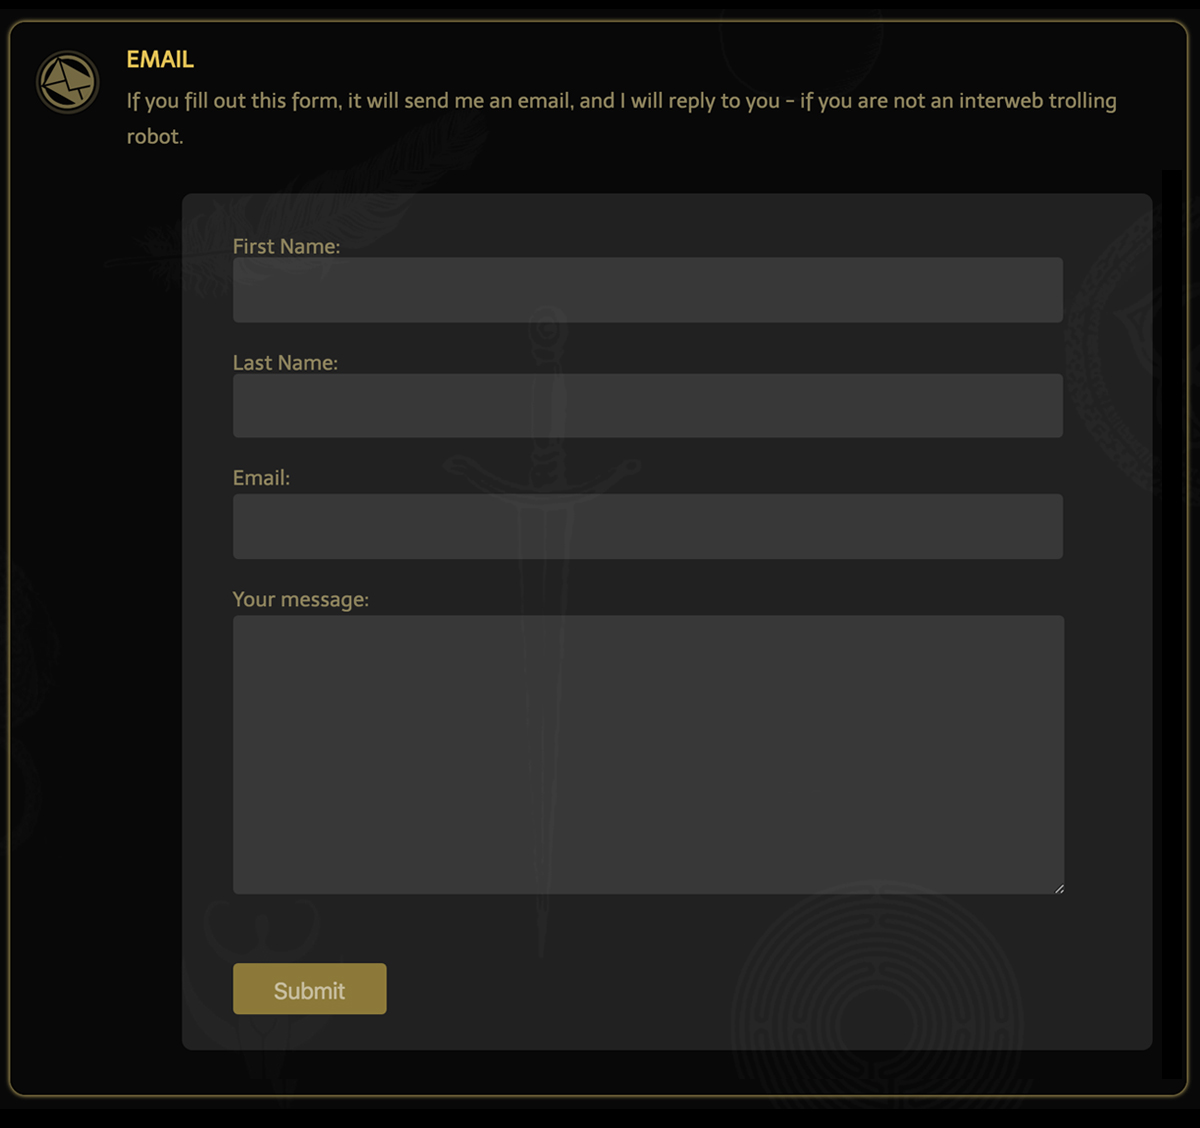 EMAIL
If you fill out this form, it will send me an email, and I will reply to you - if you are not an interweb trolling
robot.
First Name:
Last Name:
Email:
Your message:
Submit